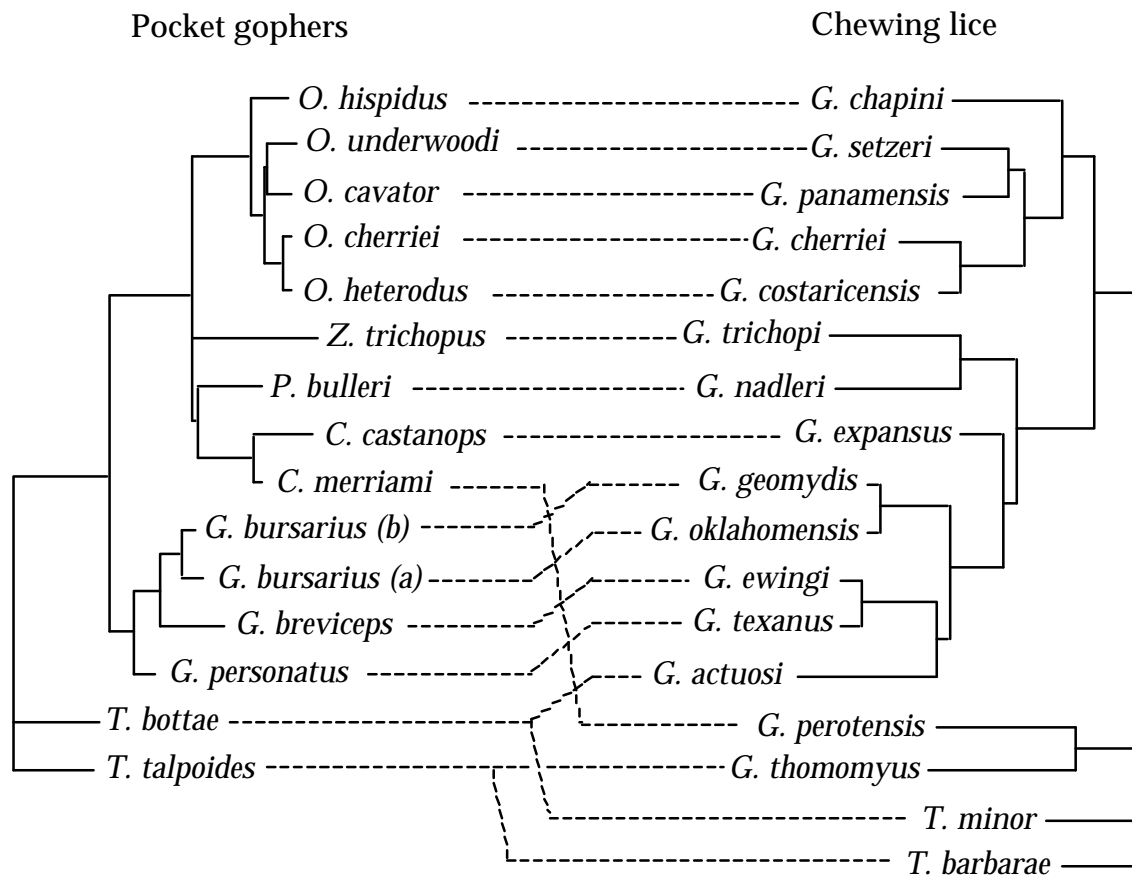 Pocket gophers Chewing lice
O. hispidus G. chapini
O. underwoodi G. setzeri
O. cavator G. panamensis
O. cherriei G. cherriei
O. heterodus G. costaricensis
Z. trichopus G. trichopi
P. bulleri G. nadleri
C. castanops G. expansus
C. merriami G. geomydis
G. bursarius (b) G. oklahomensis
G. bursarius (a) G. ewingi
G. breviceps G. texanus
G. personatus G. actuosi
T. bottae G. perotensis
T. talpoides G. thomomyus
T. minor
T. barbarae